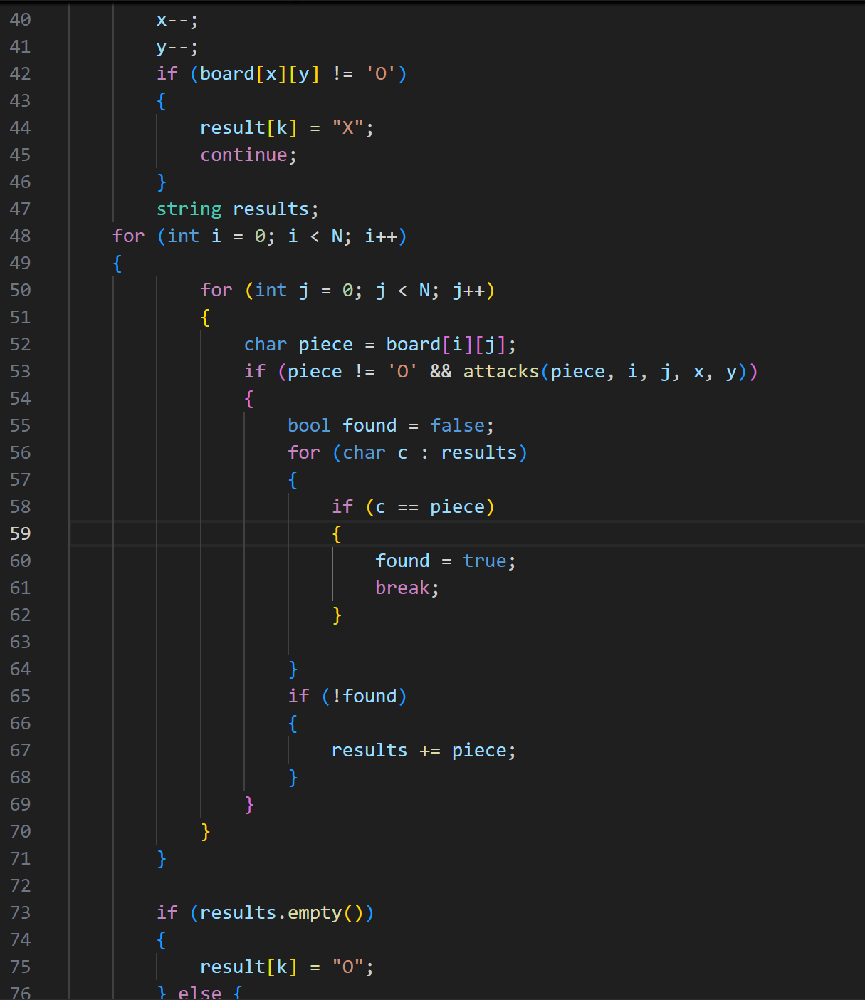 40 x--;
41 y--;
42 if (board[x][y] != 'O')
43 {
44 result[k] = "X";
45 continue;
46 }
47 string results;
48 for (int i = 0; i < N; i++)
49 {
50 for (int j = 0; j < N; j++)
51 {
52 char piece = board[i][j];
53 if (piece != 'O' && attacks(piece, i, j, x, y))
54 {
55 bool found = false;
56 for (char c : results)
57 {
58 if (c == piece)
59 {
60 found = true;
61 break;
62 }
63
64 }
65 if (!found)
66 {
67 results += piece;
68 }
69 }
70 }
71 }
72
73 if (results.empty())
74 {
75 result[k] = "O";
76 } else {